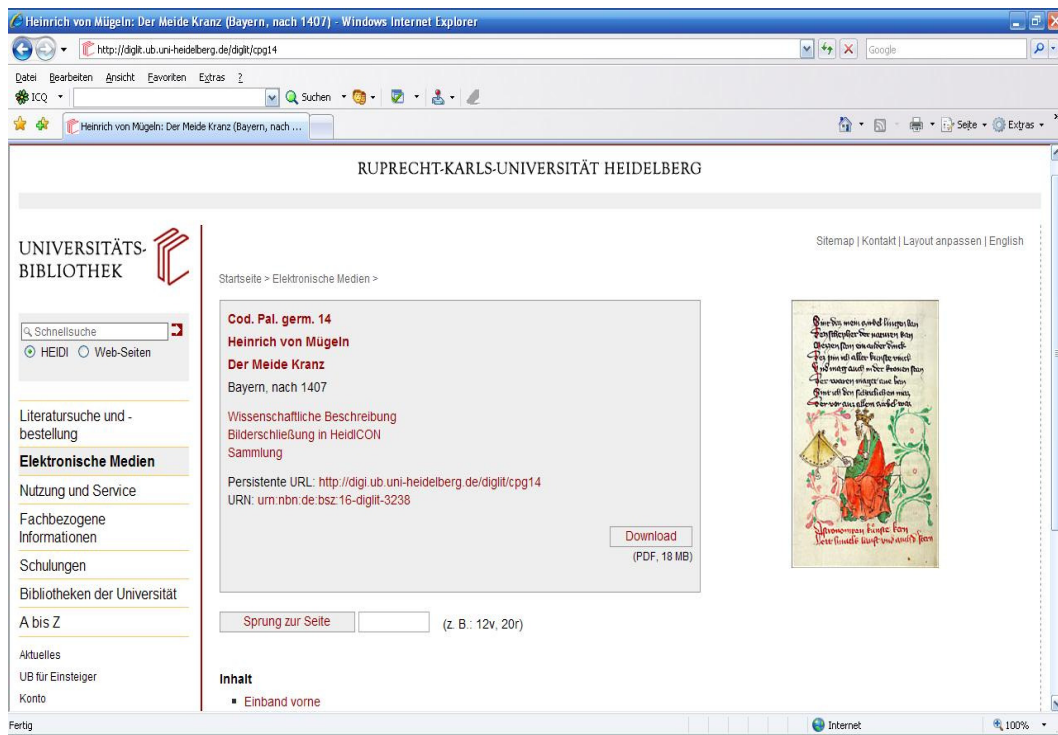 Heinrich von Mügeln: Der Meide Kranz (Bayern, nach 1407) - Windows Internet Explorer
http://diglit.ub.uni-heidelberg.de/diglit/cpg14
Google
Datei Bearbeiten Ansicht Favoriten Extras ?
ICQ Suchen
Heinrich von Mügeln: Der Meide Kranz (Bayern, nach ...
Seite Extras
RUPRECHT-KARLS-UNIVERSITÄT HEIDELBERG
UNIVERSITÄTS-
BIBLIOTHEK
Sitemap | Kontakt | Layout anpassen | English
Startseite > Elektronische Medien >
Schnellsuche
HEIDI Web-Seiten
Literatursuche und -
bestellung
Elektronische Medien
Nutzung und Service
Fachbezogene
Informationen
Schulungen
Bibliotheken der Universität
A bis Z
Aktuelles
UB für Einsteiger
Konto
Cod. Pal. germ. 14
Heinrich von Mügeln
Der Meide Kranz
Bayern, nach 1407
Wissenschaftliche Beschreibung
Bilderschließung in HeidICON
Sammlung
Persistente URL: http://digi.ub.uni-heidelberg.de/diglit/cpg14
URN: urn:nbn:de:bsz:16-diglit-3238
Download
(PDF, 18 MB)
Sprung zur Seite (z. B.: 12v, 20r)
Inhalt
Einband vorne
Fertig
Internet
100%